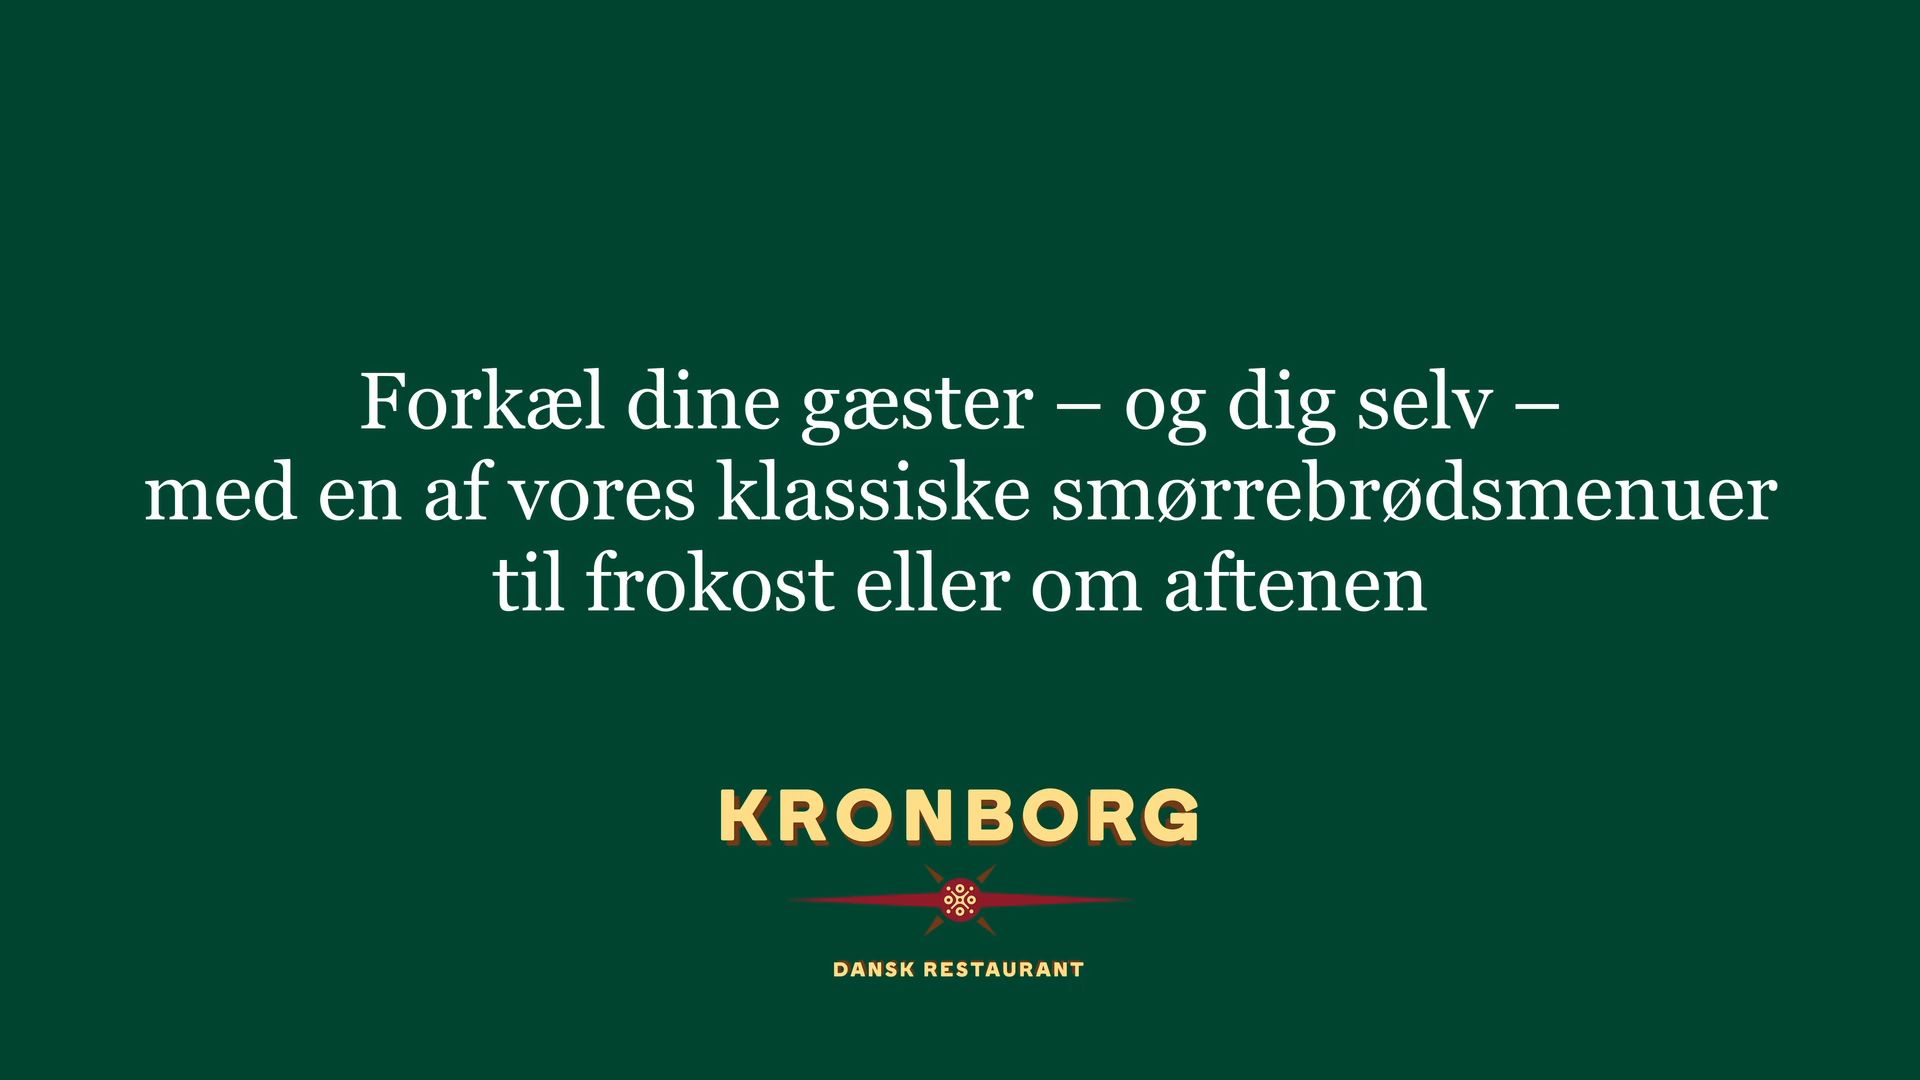 Forkæl dine gæster – og dig selv –
med en af vores klassiske smørrebrødsmenuer
til frokost eller om aftenen
KRONBORG
DANSK RESTAURANT